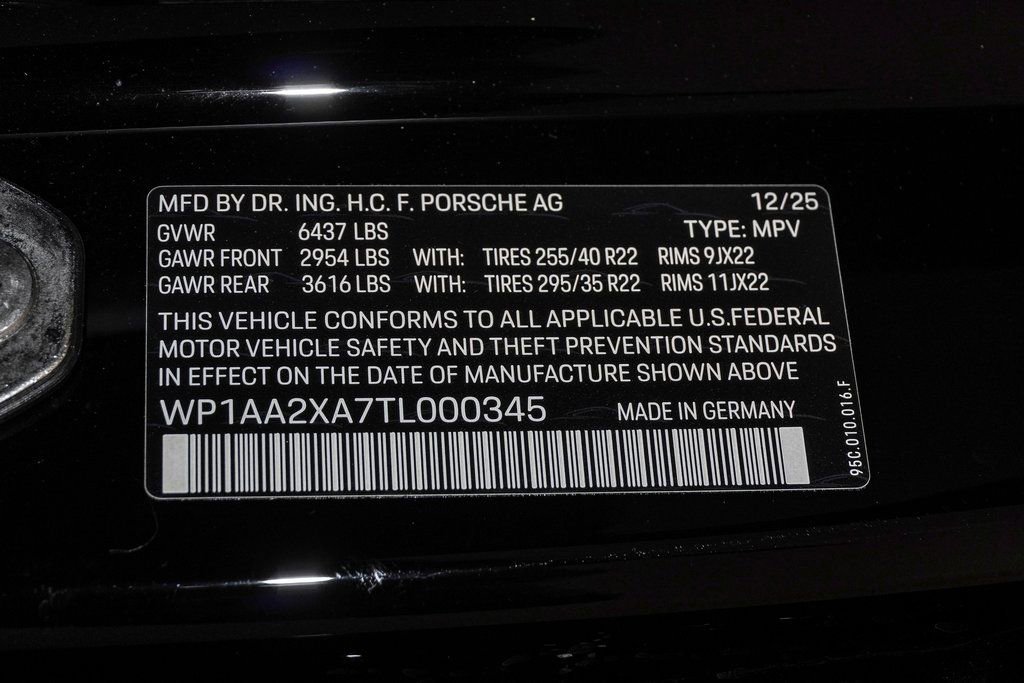 MFD BY DR. ING. H.C. F. PORSCHE AG 12/25
GVWR 6437 LBS TYPE: MPV
GAWR FRONT 2954 LBS WITH: TIRES 255/40 R22 RIMS 9JX22
GAWR REAR 3616 LBS WITH: TIRES 295/35 R22 RIMS 11JX22
THIS VEHICLE CONFORMS TO ALL APPLICABLE U.S.FEDERAL
MOTOR VEHICLE SAFETY AND THEFT PREVENTION STANDARDS
IN EFFECT ON THE DATE OF MANUFACTURE SHOWN ABOVE
WP1AA2XA7TL000345 MADE IN GERMANY
95C.010.016.F